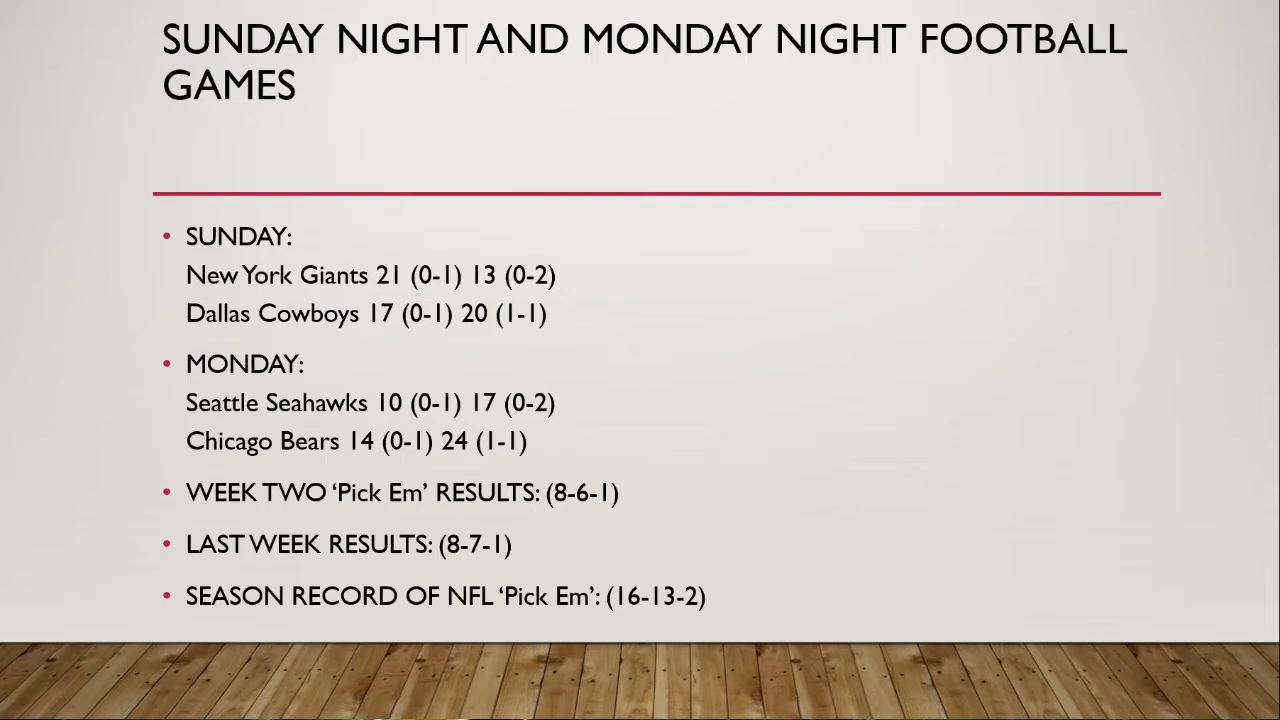 SUNDAY NIGHT AND MONDAY NIGHT FOOTBALL
GAMES
• SUNDAY:
New York Giants 21 (0-1) 13 (0-2)
Dallas Cowboys 17 (0-1) 20 (1-1)
• MONDAY:
Seattle Seahawks 10 (0-1) 17 (0-2)
Chicago Bears 14 (0-1) 24 (1-1)
• WEEK TWO ‘Pick Em’ RESULTS: (8-6-1)
• LAST WEEK RESULTS: (8-7-1)
• SEASON RECORD OF NFL ‘Pick Em’: (16-13-2)